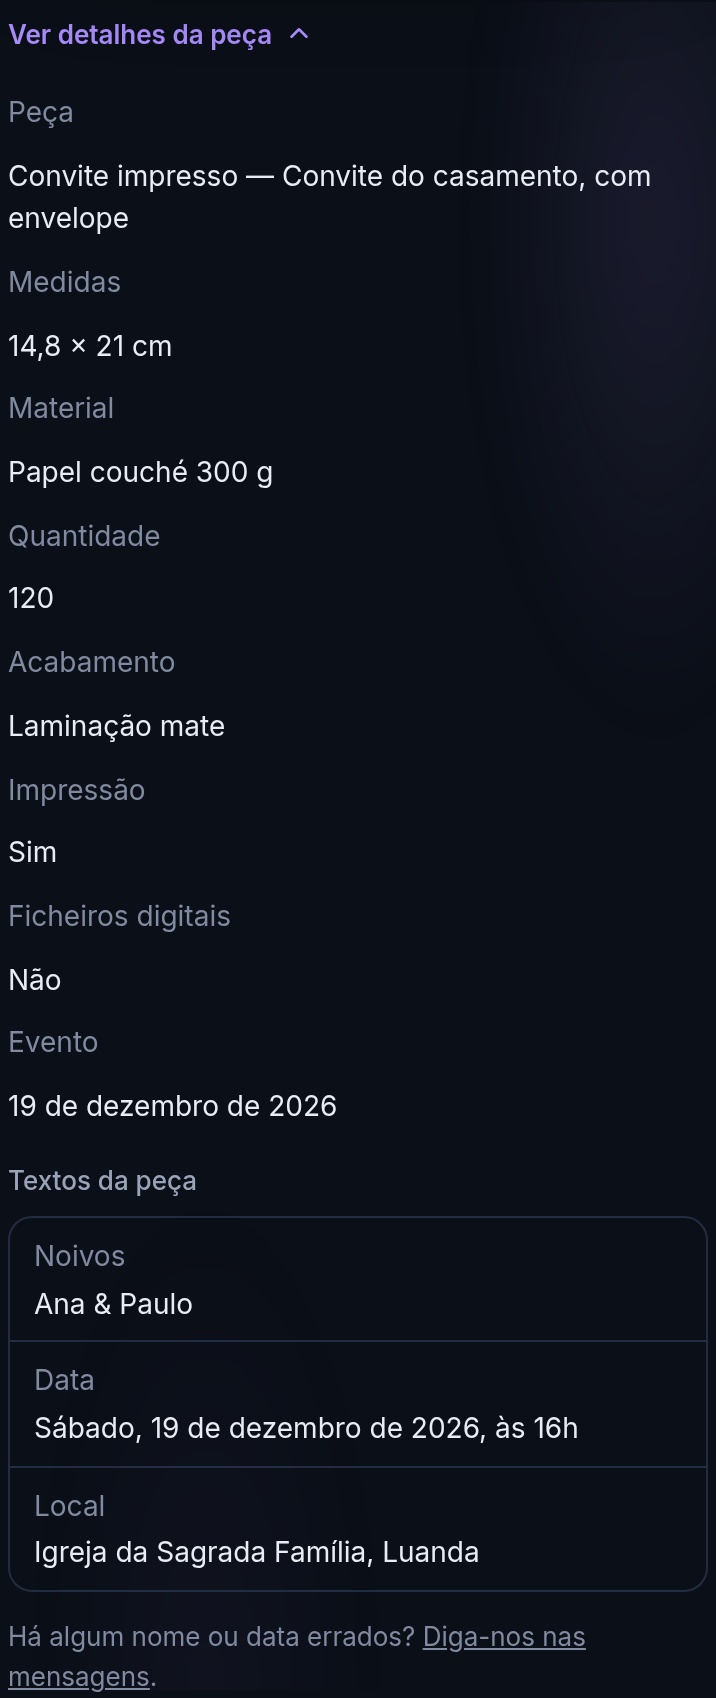 Ver detalhes da peça
Peça
Convite impresso — Convite do casamento, com
envelope
Medidas
14,8 × 21 cm
Material
Papel couché 300 g
Quantidade
120
Acabamento
Laminação mate
Impressão
Sim
Ficheiros digitais
Não
Evento
19 de dezembro de 2026
Textos da peça
Noivos
Ana & Paulo
Data
Sábado, 19 de dezembro de 2026, às 16h
Local
Igreja da Sagrada Família, Luanda
Há algum nome ou data errados? Diga-nos nas
mensagens.